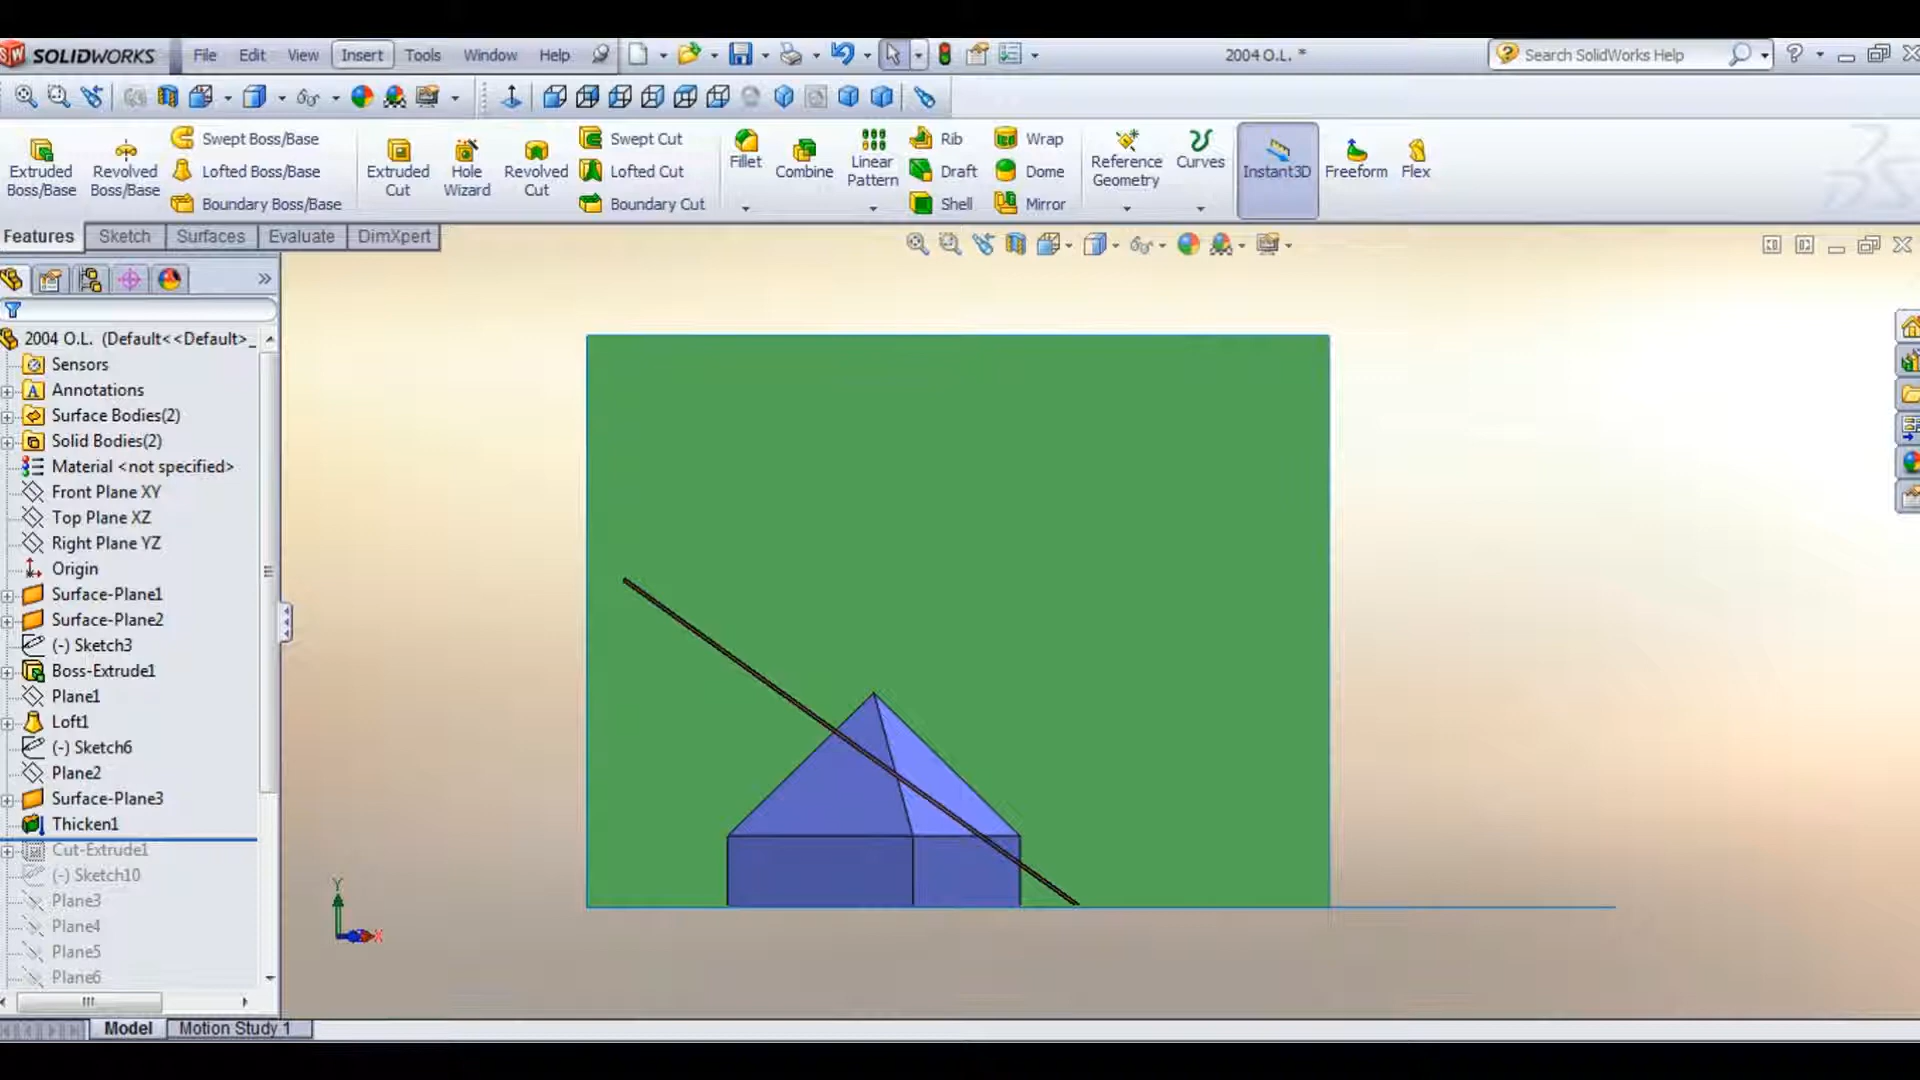 SW SOLIDWORKS File Edit View Insert Tools Window Help 2004 O.L. * Search SolidWorks Help ?
Extruded Boss/Base
Revolved Boss/Base
Swept Boss/Base
Lofted Boss/Base
Boundary Boss/Base
Extruded Cut
Hole Wizard
Revolved Cut
Swept Cut
Lofted Cut
Boundary Cut
Fillet
Combine
Linear Pattern
Rib
Draft
Shell
Wrap
Dome
Mirror
Reference Geometry
Curves
Instant3D
Freeform
Flex
Features Sketch Surfaces Evaluate DimXpert
2004 O.L. (Default<<Default>_
Sensors
A Annotations
Surface Bodies(2)
Solid Bodies(2)
Material <not specified>
Front Plane XY
Top Plane XZ
Right Plane YZ
Origin
Surface-Plane1
Surface-Plane2
(-) Sketch3
Boss-Extrude1
Plane1
Loft1
(-) Sketch6
Plane2
Surface-Plane3
Thicken1
Cut-Extrude1
(-) Sketch10
Plane3
Plane4
Plane5
Plane6
Y
X
Model Motion Study 1